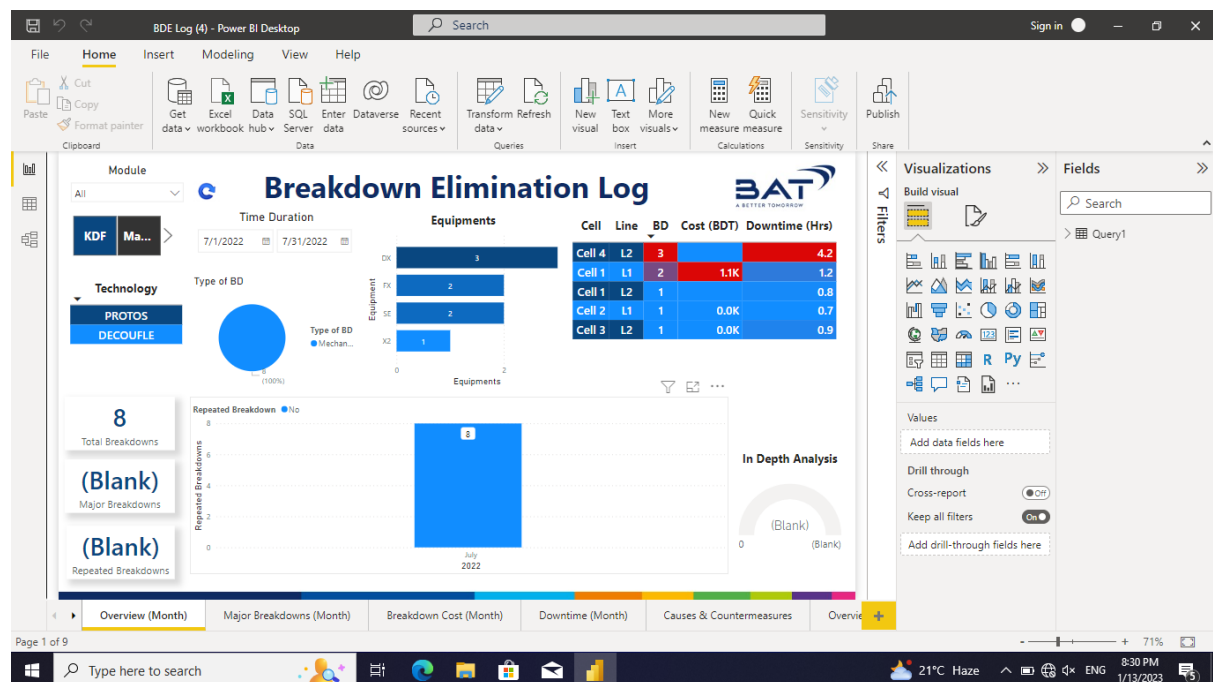 BDE Log (4) - Power BI Desktop
Search
Sign in
File Home Insert Modeling View Help
Paste
Cut
Copy
Format painter
Get data
Excel workbook
Data hub
SQL Server
Enter data
Dataverse
Recent sources
Transform data
Refresh
New visual
Text box
More visuals
New measure
Quick measure
Sensitivity
Publish
Clipboard
Data
Queries
Insert
Calculations
Sensitivity
Share
Module
All
KDF
Ma...
Breakdown Elimination Log
BAT
A BETTER TOMORROW
Time Duration
7/1/2022
7/31/2022
Technology
PROTOS
DECOUFLE
Type of BD
Type of BD
Mechan...
(100%)
Equipments
Equipment
DX 3
FX 2
SE 2
X2 1
0 2
Equipments
Cell Line BD Cost (BDT) Downtime (Hrs)
Cell 4 L2 3 4.2
Cell 1 L1 2 1.1K 1.2
Cell 1 L2 1 0.8
Cell 2 L1 1 0.0K 0.7
Cell 3 L2 1 0.0K 0.9
8
Total Breakdowns
(Blank)
Major Breakdowns
(Blank)
Repeated Breakdowns
Repeated Breakdown No
Repeated Breakdowns
8
6
4
2
0
8
July
2022
In Depth Analysis
(Blank)
0
(Blank)
Filters
Visualizations
Build visual
123
R
Py
Values
Add data fields here
Drill through
Cross-report
Off
Keep all filters
On
Add drill-through fields here
Fields
Search
Query1
Overview (Month)
Major Breakdowns (Month)
Breakdown Cost (Month)
Downtime (Month)
Causes & Countermeasures
Overvie
Page 1 of 9
71%
Type here to search
21°C Haze
ENG
8:30 PM
1/13/2023
5